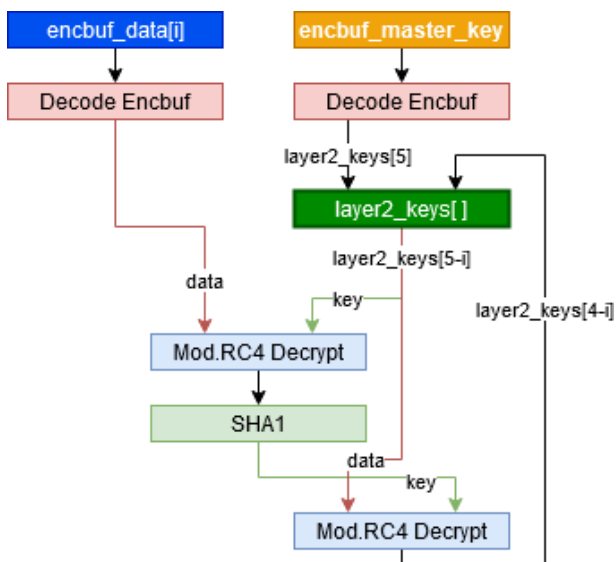 encbuf_data[i]
encbuf_master_key
Decode Encbuf
Decode Encbuf
layer2_keys[5]
layer2_keys[ ]
layer2_keys[5-i]
data
key
layer2_keys[4-i]
Mod.RC4 Decrypt
SHA1
data
key
Mod.RC4 Decrypt